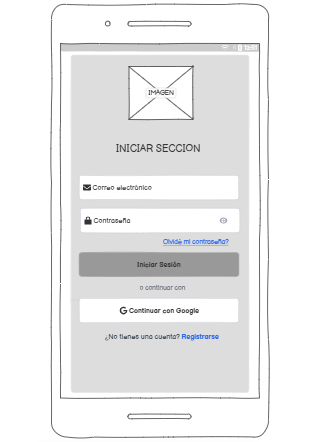 IMAGEN
INICIAR SECCION
Correo electrónico
Contraseña
Olvidé mi contraseña?
Iniciar Sesión
o continuar con
G Continuar con Google
¿No tienes una cuenta? Registrarse